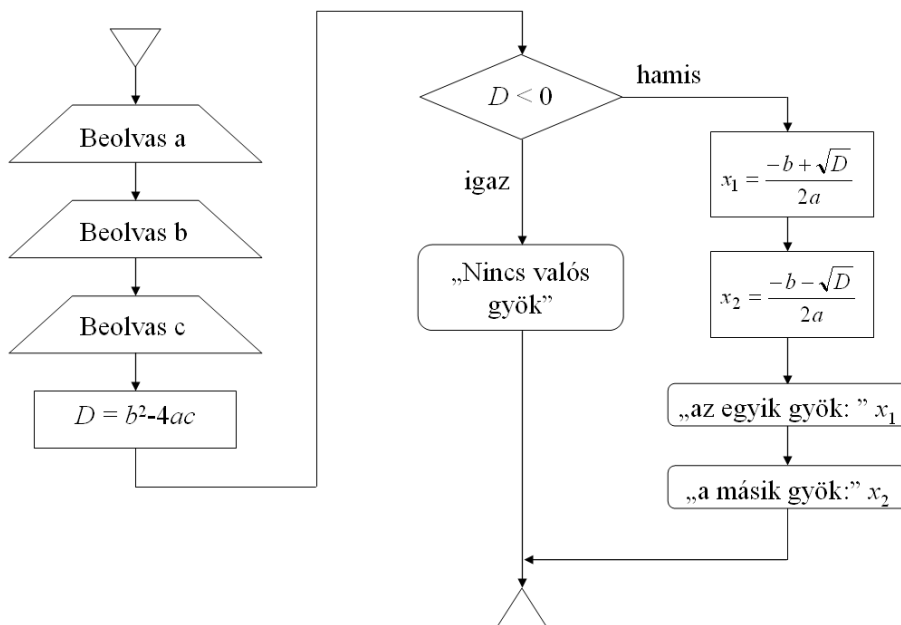 Beolvas a
Beolvas b
Beolvas c
D = b²-4ac
D < 0
hamis
igaz
„Nincs valós
gyök”
x₁ = (-b + √D) / 2a
x₂ = (-b - √D) / 2a
„az egyik gyök: ” x₁
„a másik gyök:” x₂